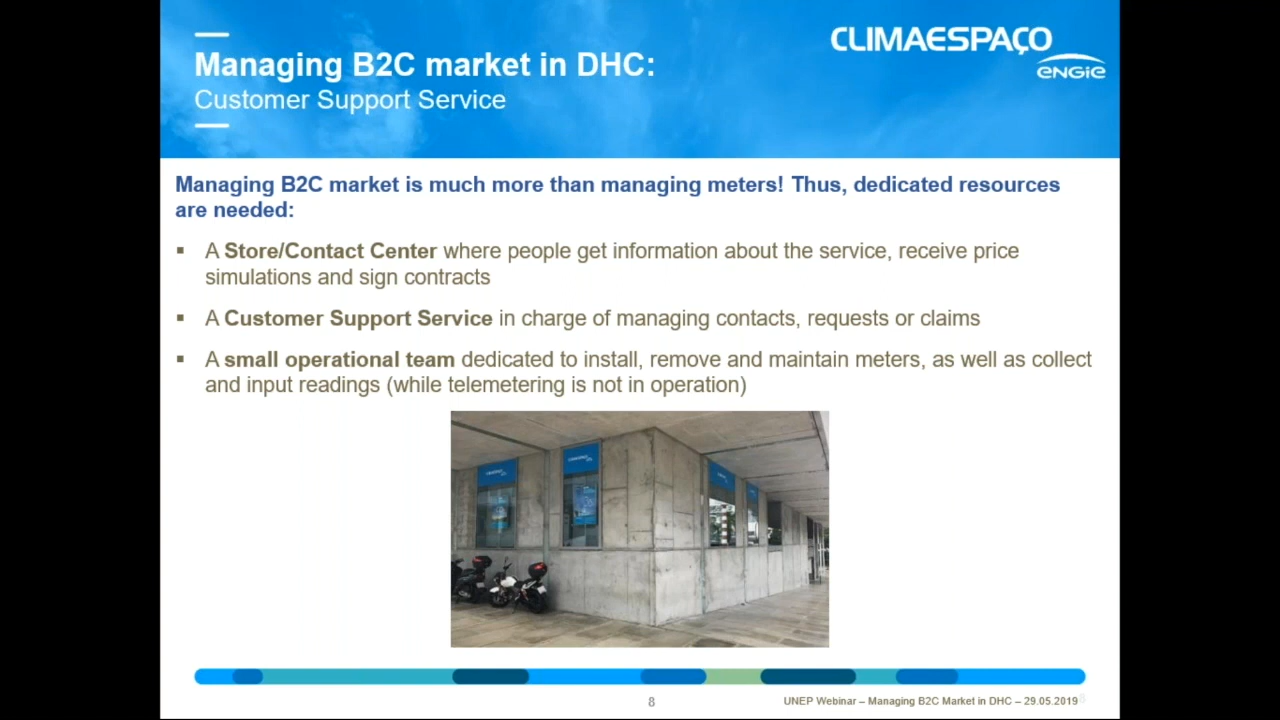 CLIMAESPAÇO
ENGIE
Managing B2C market in DHC:
Customer Support Service
Managing B2C market is much more than managing meters! Thus, dedicated resources
are needed:
▪ A Store/Contact Center where people get information about the service, receive price
simulations and sign contracts
▪ A Customer Support Service in charge of managing contacts, requests or claims
▪ A small operational team dedicated to install, remove and maintain meters, as well as collect
and input readings (while telemetering is not in operation)
CLIMAESPAÇO
8
UNEP Webinar – Managing B2C Market in DHC – 29.05.2019
8